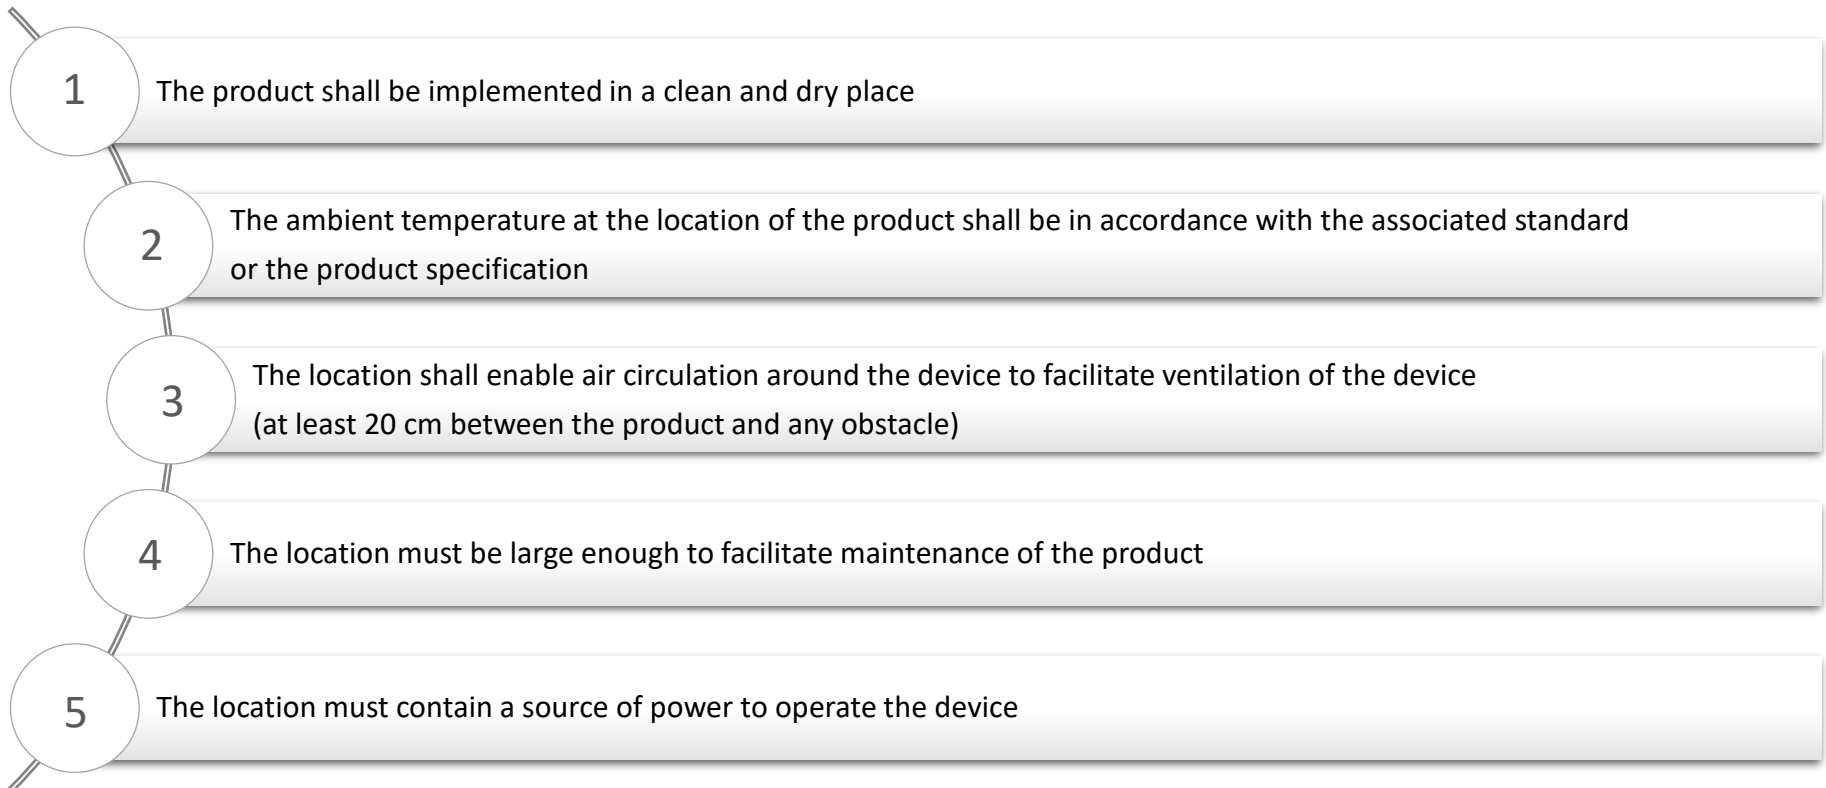 1
The product shall be implemented in a clean and dry place
2
The ambient temperature at the location of the product shall be in accordance with the associated standard
or the product specification
3
The location shall enable air circulation around the device to facilitate ventilation of the device
(at least 20 cm between the product and any obstacle)
4
The location must be large enough to facilitate maintenance of the product
5
The location must contain a source of power to operate the device